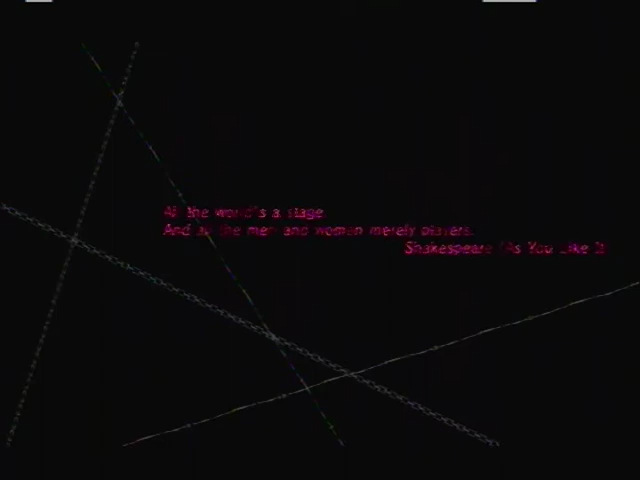 All the world's a stage,
And all the men and women merely players.
Shakespeare (As You Like It